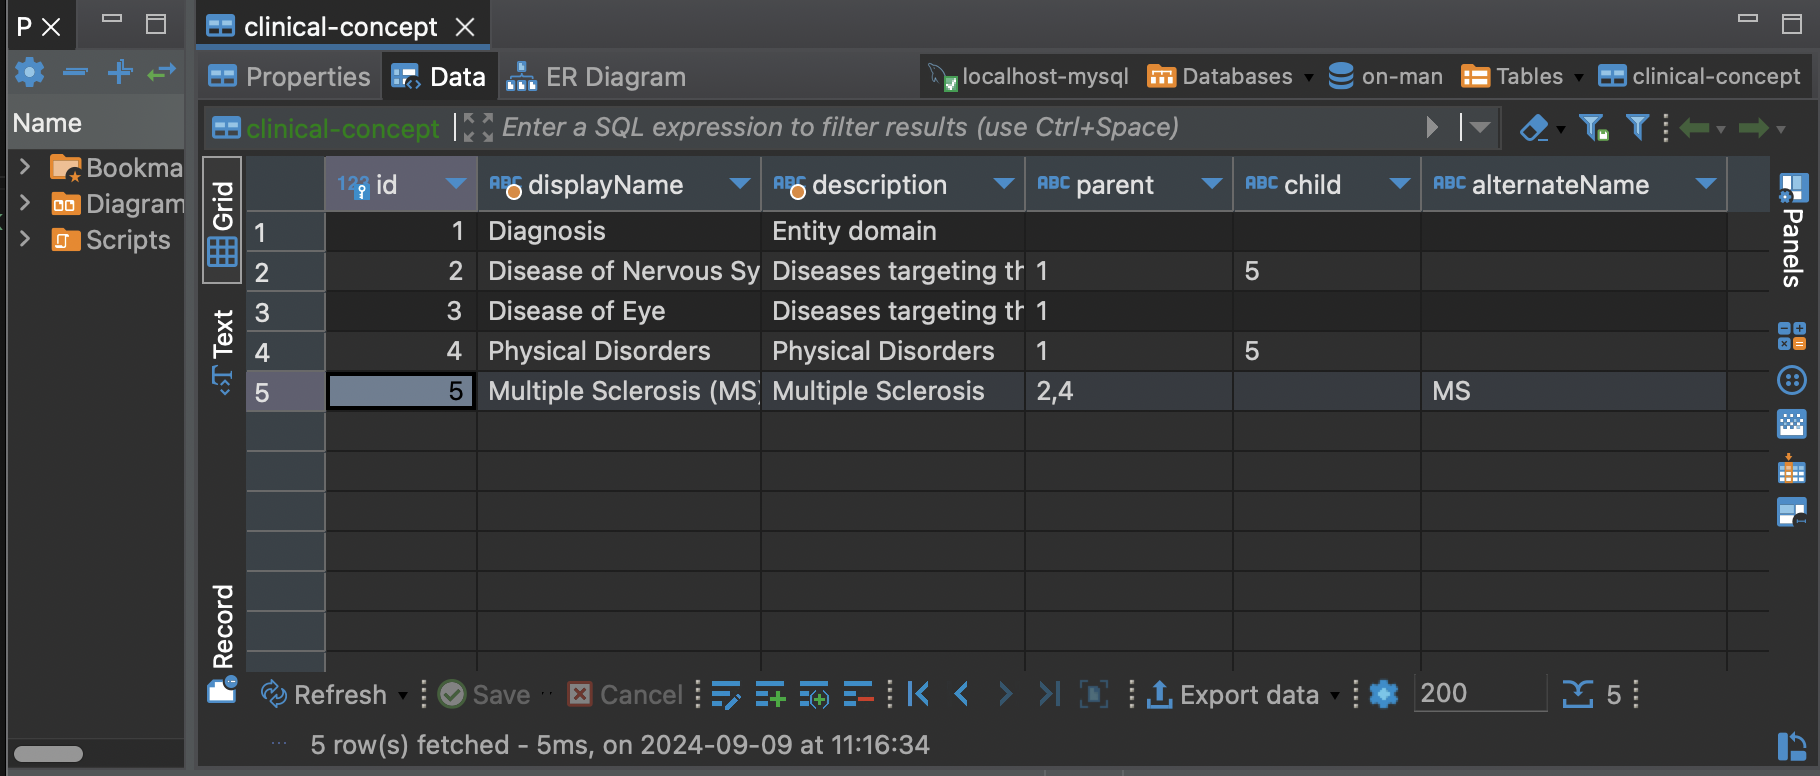 P
clinical-concept
Properties Data ER Diagram localhost-mysql Databases on-man Tables clinical-concept
Name
clinical-concept Enter a SQL expression to filter results (use Ctrl+Space)
Bookma
Diagram
Scripts
Grid
Text
Record
123 id ABC displayName ABC description ABC parent ABC child ABC alternateName
1 1 Diagnosis Entity domain
2 2 Disease of Nervous Sy Diseases targeting th 1 5
3 3 Disease of Eye Diseases targeting th 1
4 4 Physical Disorders Physical Disorders 1 5
5 5 Multiple Sclerosis (MS) Multiple Sclerosis 2,4 MS
Panels
Refresh Save Cancel Export data 200 5
5 row(s) fetched - 5ms, on 2024-09-09 at 11:16:34